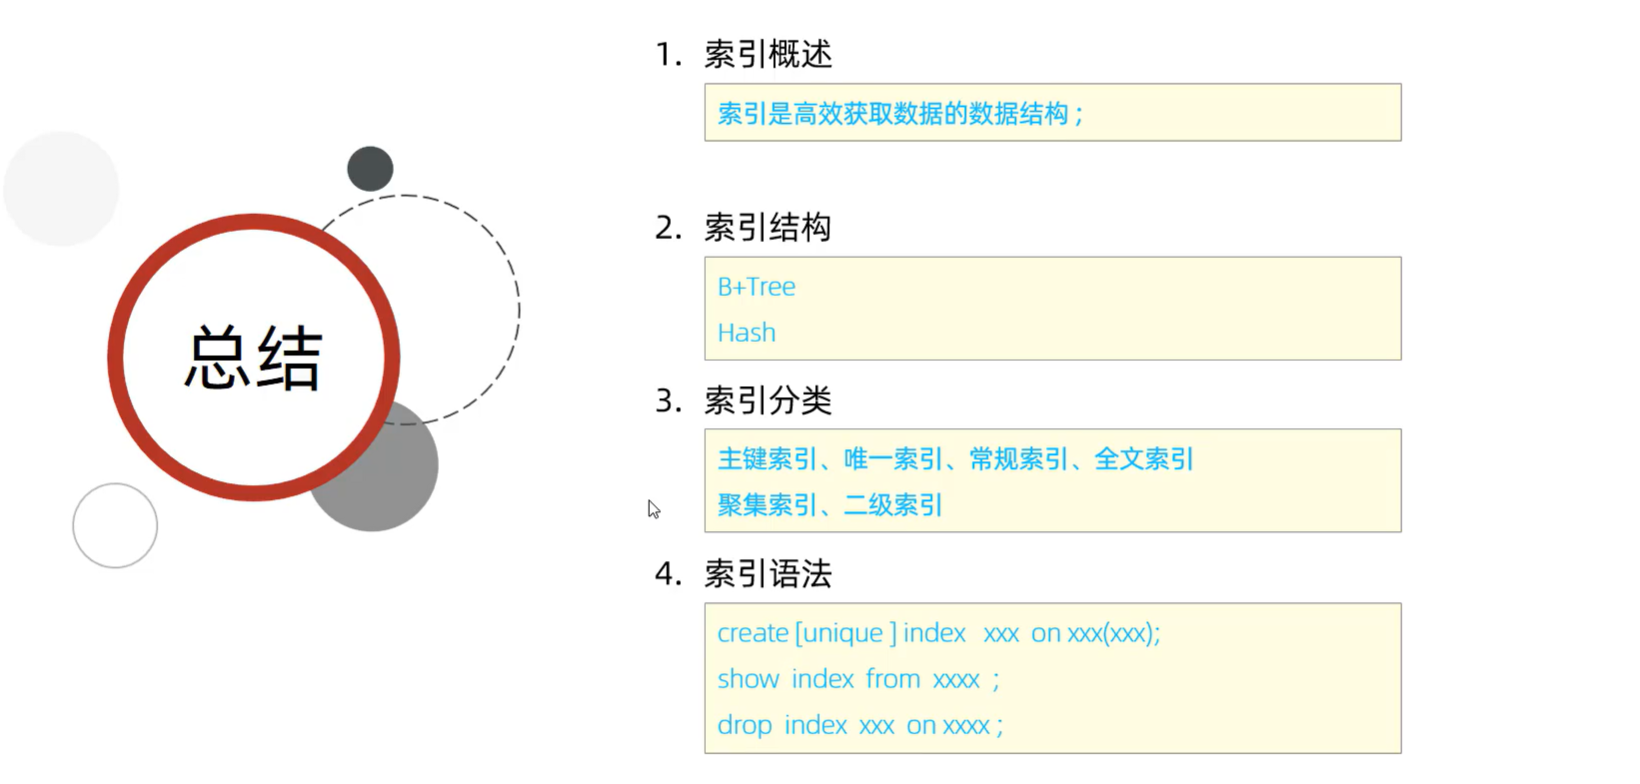 总结
1. 索引概述
索引是高效获取数据的数据结构；
2. 索引结构
B+Tree
Hash
3. 索引分类
主键索引、唯一索引、常规索引、全文索引
聚集索引、二级索引
4. 索引语法
create [unique ] index xxx on xxx(xxx);
show index from xxxx ;
drop index xxx on xxxx ;